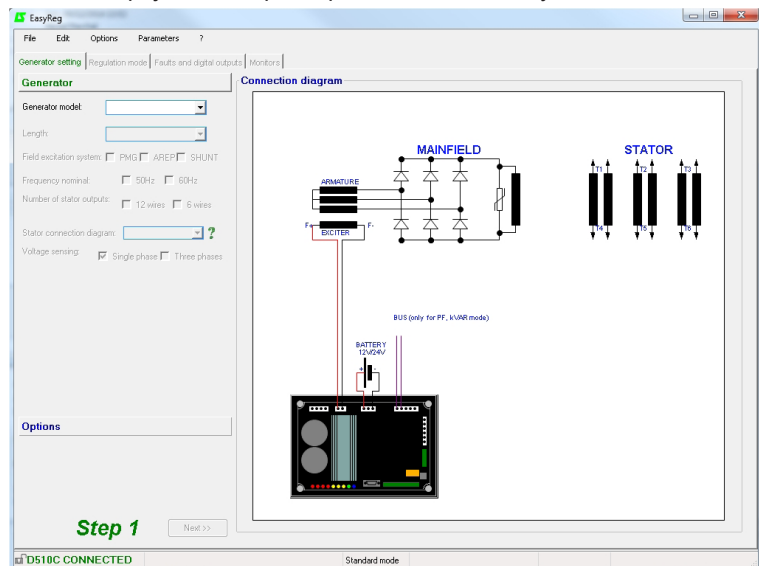 EasyReg
File Edit Options Parameters ?
Generator setting Regulation mode Faults and digital outputs Monitors
Generator
Generator model:
Length:
Field excitation system: PMG AREP SHUNT
Frequency nominal: 50Hz 60Hz
Number of stator outputs: 12 wires 6 wires
Stator connection diagram: ?
Voltage sensing: Single phase Three phases
Options
Step 1 Next >>
Connection diagram
MAINFIELD STATOR
ARMATURE
T1 T2 T3
F+ F-
EXCITER
T4 T5 T6
BUS (only for PF, kVAR mode)
BATTERY
12V/24V
+ -
D510C CONNECTED Standard mode